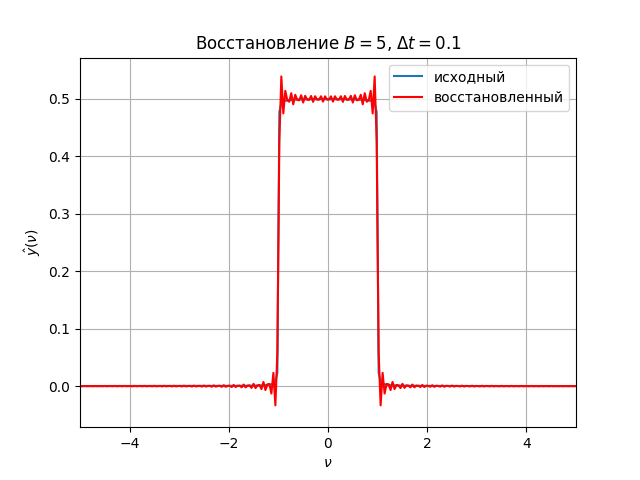 Восстановление B = 5, Δt = 0.1
исходный
восстановленный
0.5
0.4
0.3
0.2
0.1
0.0
ŷ(ν)
−4 −2 0 2 4
ν